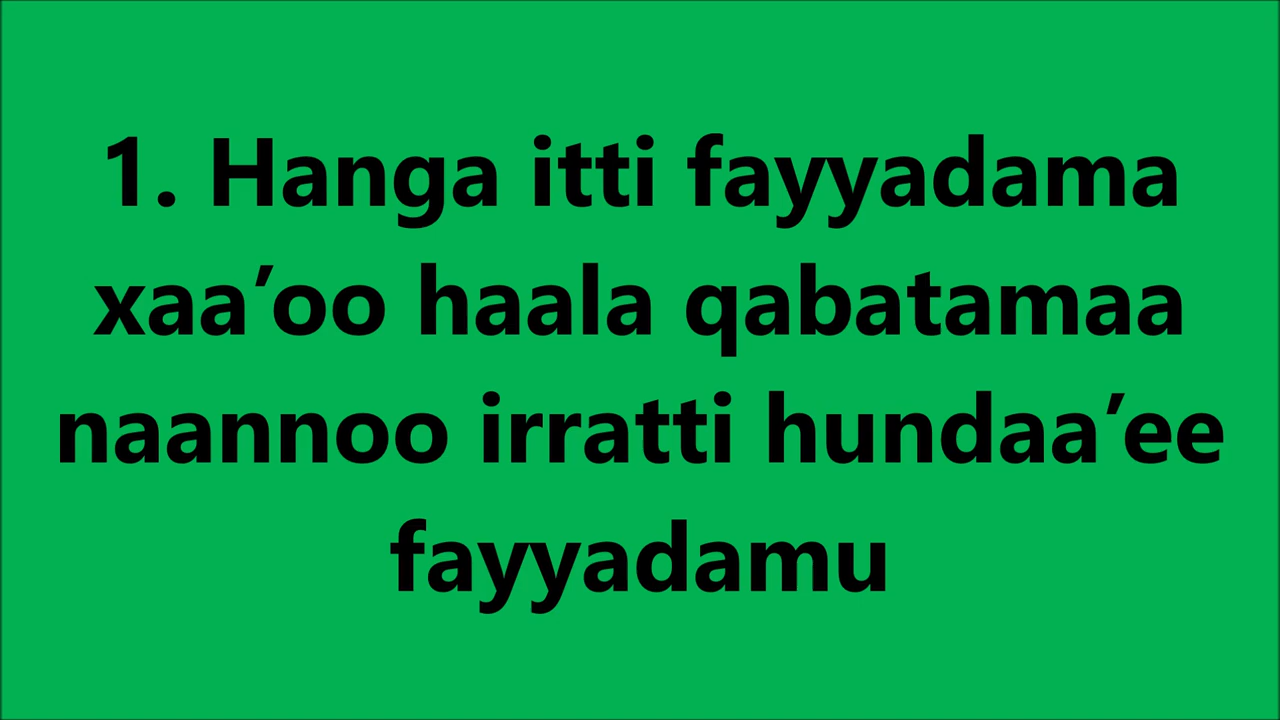 1. Hanga itti fayyadama
xaa’oo haala qabatamaa
naannoo irratti hundaa’ee
fayyadamu